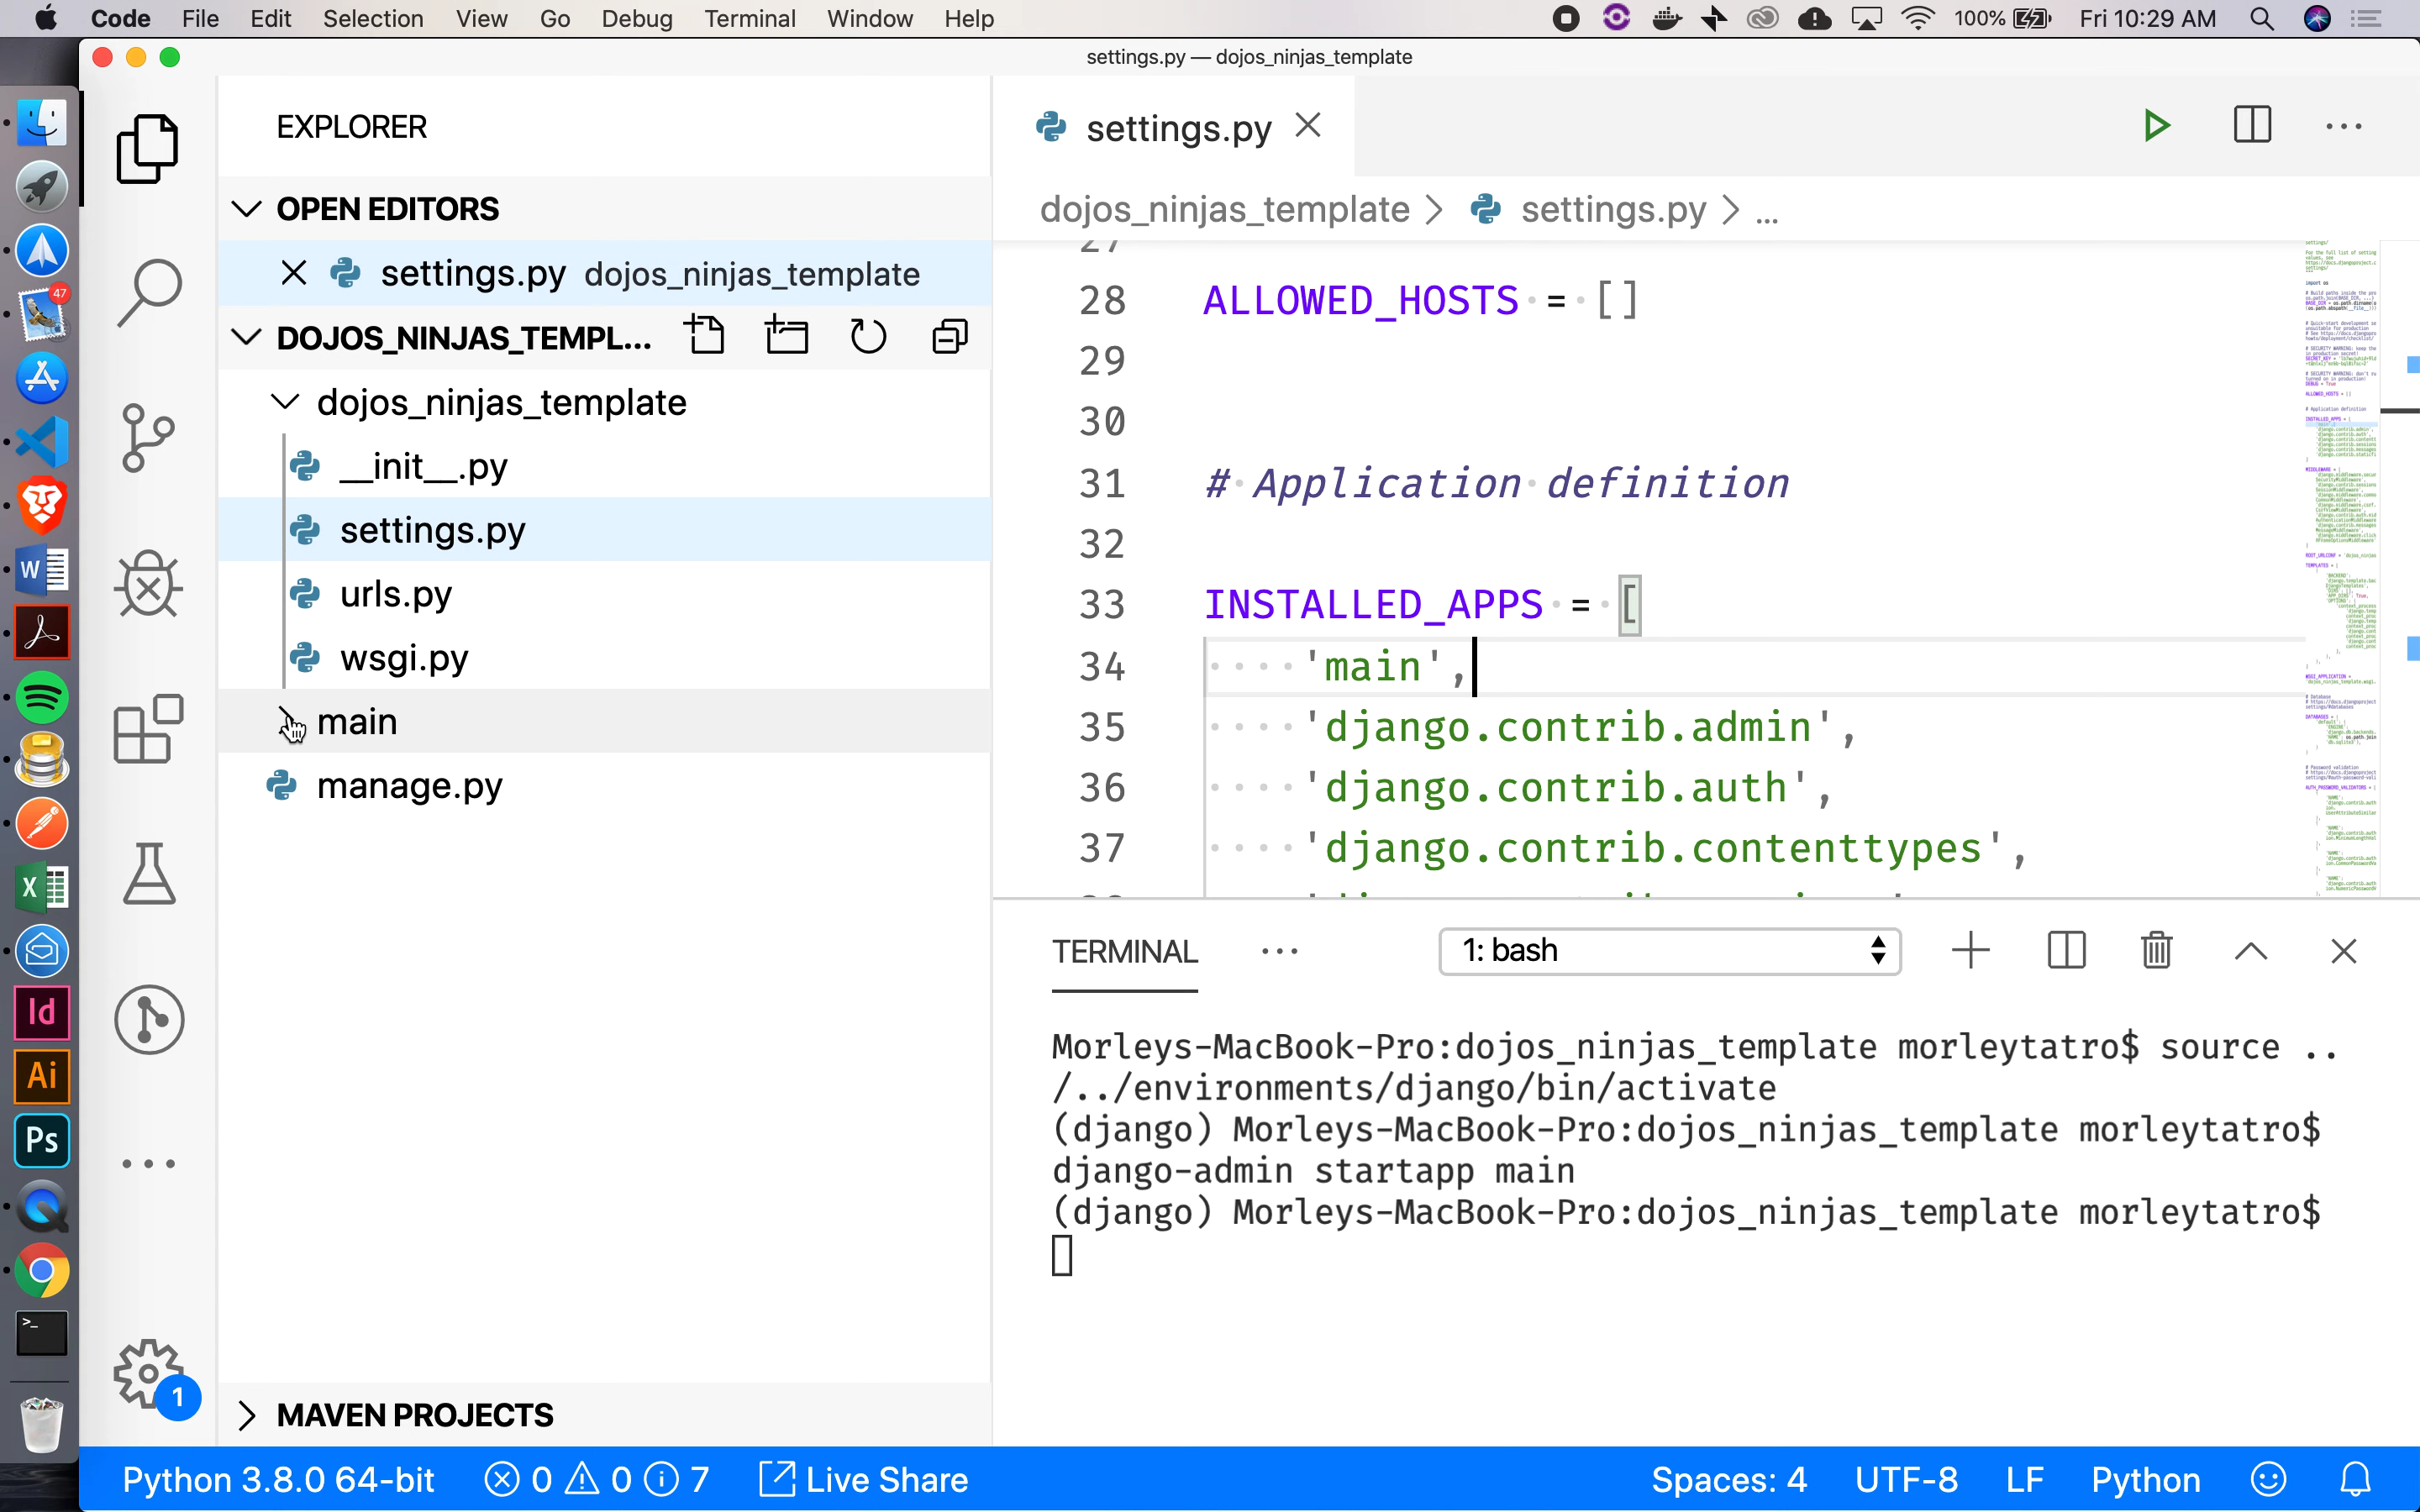 Code File Edit Selection View Go Debug Terminal Window Help 100% Fri 10:29 AM
settings.py — dojos_ninjas_template
EXPLORER
OPEN EDITORS
settings.py dojos_ninjas_template
DOJOS_NINJAS_TEMPL...
dojos_ninjas_template
__init__.py
settings.py
urls.py
wsgi.py
main
manage.py
MAVEN PROJECTS
47
W
X
Id
Ai
Ps
>_
1
settings.py
dojos_ninjas_template > settings.py > ...
27
28 ALLOWED_HOSTS = []
29
30
31 # Application definition
32
33 INSTALLED_APPS = [
34 'main',
35 'django.contrib.admin',
36 'django.contrib.auth',
37 'django.contrib.contenttypes',
TERMINAL ... 1: bash
Morleys-MacBook-Pro:dojos_ninjas_template morleytatro$ source ..
/../environments/django/bin/activate
(django) Morleys-MacBook-Pro:dojos_ninjas_template morleytatro$
django-admin startapp main
(django) Morleys-MacBook-Pro:dojos_ninjas_template morleytatro$
Python 3.8.0 64-bit 0 0 7 Live Share Spaces: 4 UTF-8 LF Python